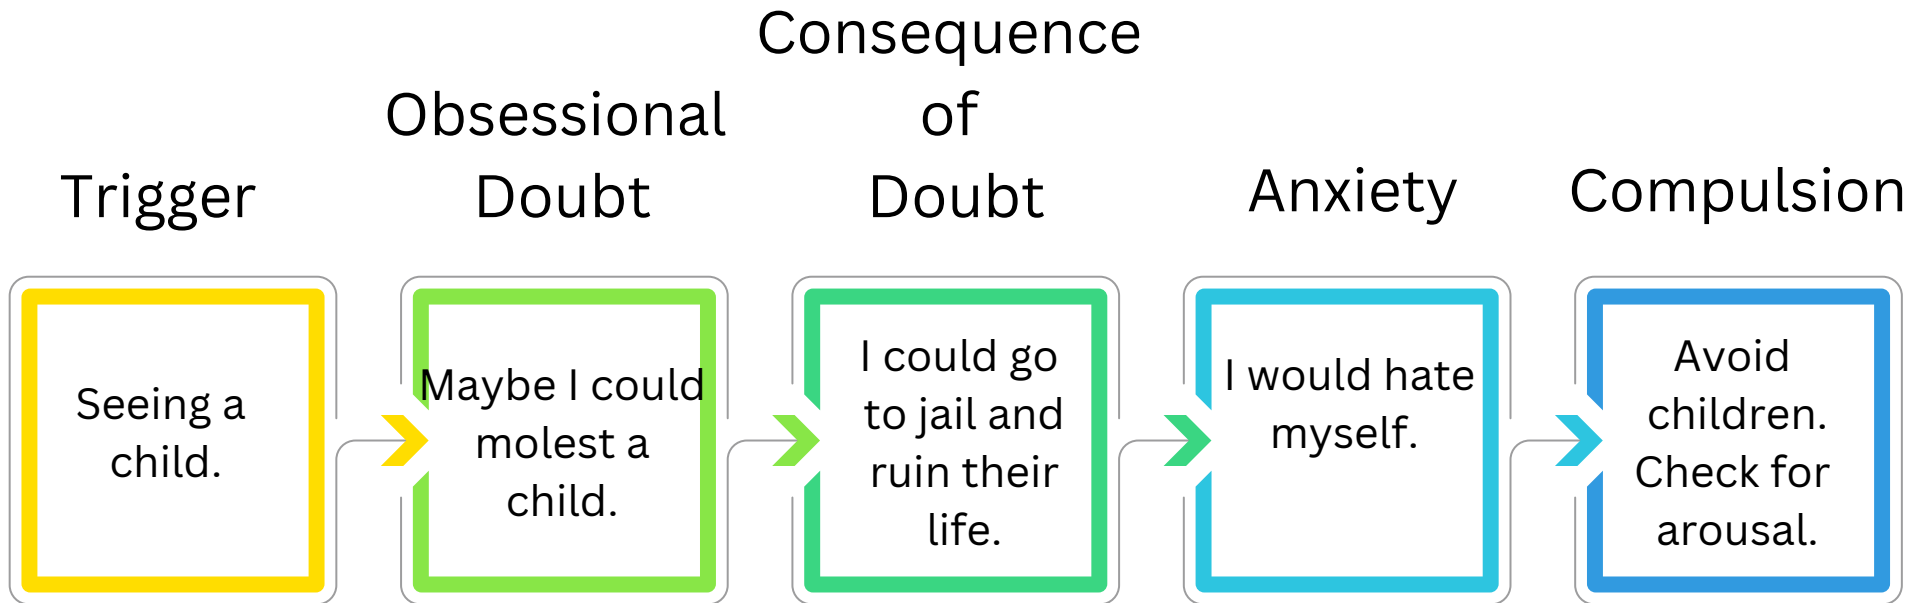 Trigger
Obsessional
Doubt
Consequence
of
Doubt
Anxiety
Compulsion
Seeing a
child.
Maybe I could
molest a
child.
I could go
to jail and
ruin their
life.
I would hate
myself.
Avoid
children.
Check for
arousal.